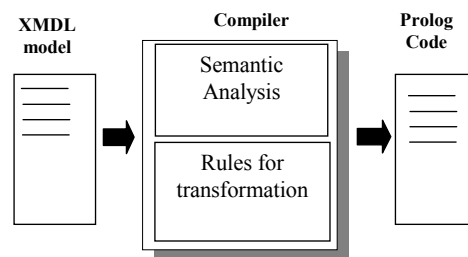 XMDL
model
Compiler
Prolog
Code
Semantic
Analysis
Rules for
transformation